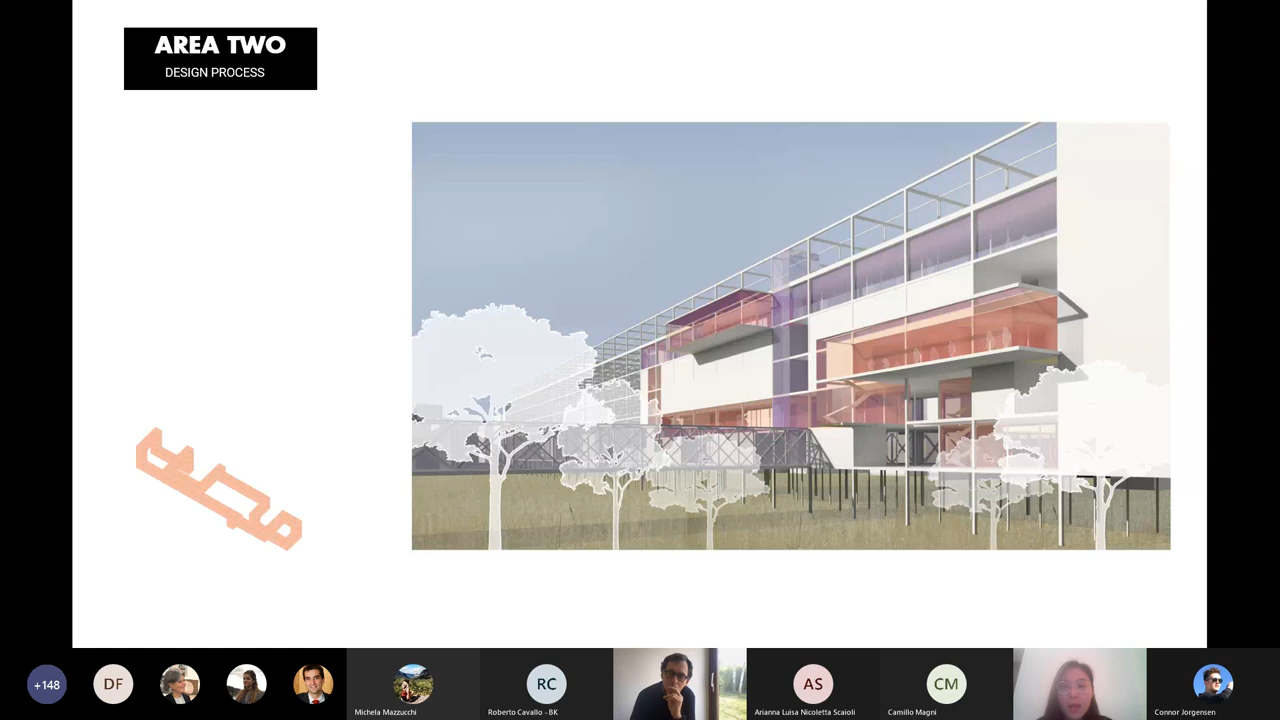 AREA TWO
DESIGN PROCESS
+148
DF
Michela Mazzucchi
RC
Roberto Cavallo - BK
AS
Arianna Luisa Nicoletta Scaioli
CM
Camillo Magni
Connor Jorgensen